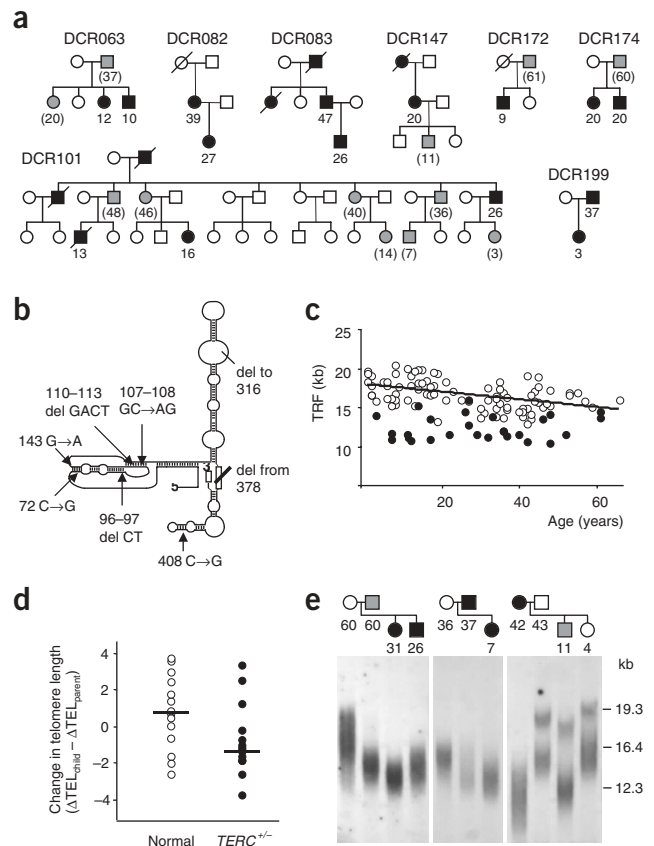 a
DCR063 DCR082 DCR083 DCR147 DCR172 DCR174
(37) (61) (60)
(20) 12 10 39 47 20 9 20 20
27 26 (11)
DCR101 DCR199
(48) (46) (40) (36) 26 37
13 16 (14) (7) (3) 3
b
del to
316
110–113
del GACT
107–108
GC→AG
143 G→A
3
5
del from
378
72 C→G
96–97
del CT
408 C→G
c
TRF (kb)
25
20
15
10
20 40 60
Age (years)
d
Change in telomere length
(ΔTELchild – ΔTELparent)
4
2
0
–2
–4
Normal TERC+/–
e
60 60 36 37 42 43
31 26 7 11 4
kb
19.3
16.4
12.3